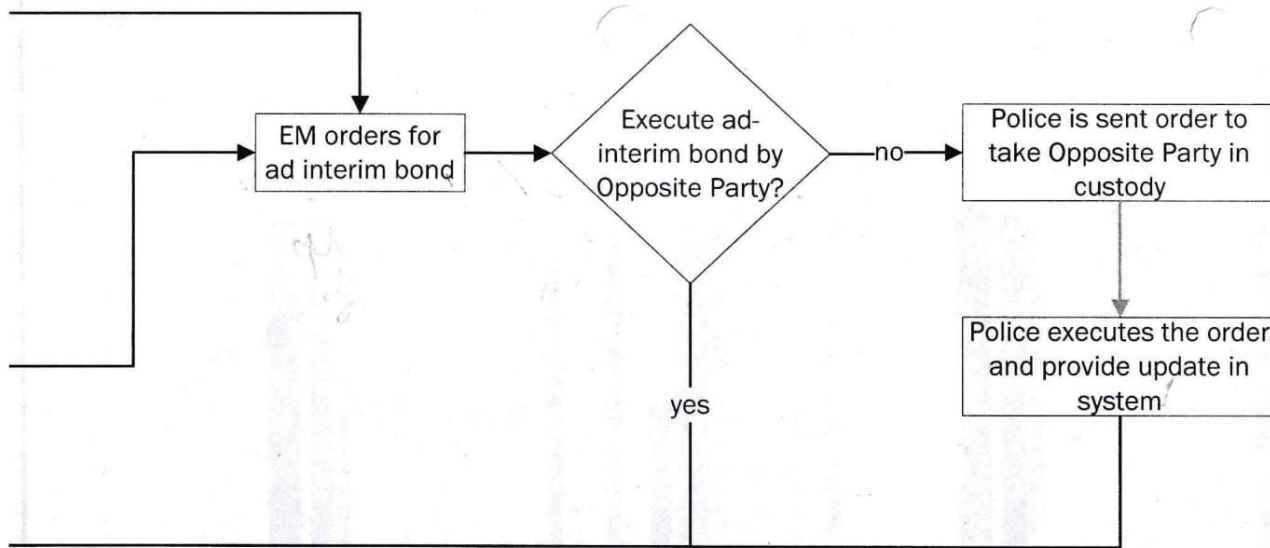 EM orders for
ad interim bond
Execute ad-
interim bond by
Opposite Party?
no
Police is sent order to
take Opposite Party in
custody
Police executes the order
and provide update in
system
yes